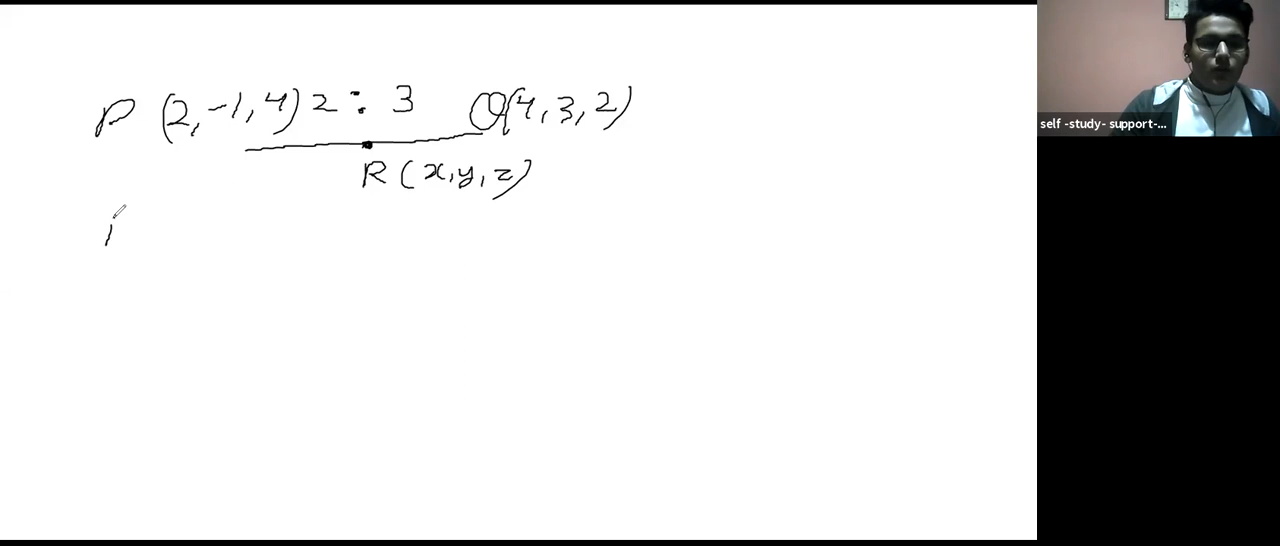 P (2, -1, 4) 2 : 3 Q(4, 3, 2)
R (x, y, z)
i
self -study- support-...